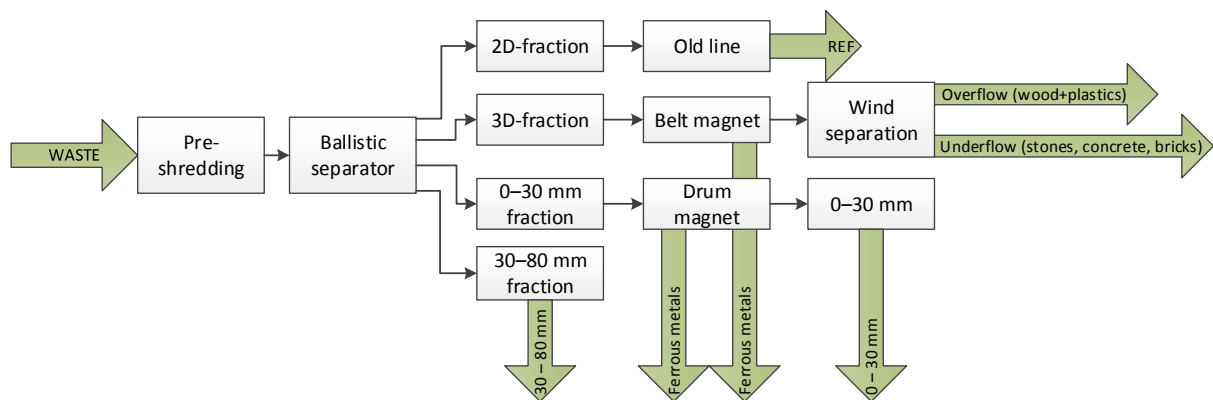 2D-fraction
Old line
REF
WASTE
Pre-
shredding
Ballistic
separator
3D-fraction
Belt magnet
Wind
separation
Overflow (wood+plastics)
Underflow (stones, concrete, bricks)
0–30 mm
fraction
Drum
magnet
0–30 mm
30–80 mm
fraction
30 – 80 mm
Ferrous metals
Ferrous metals
0 – 30 mm